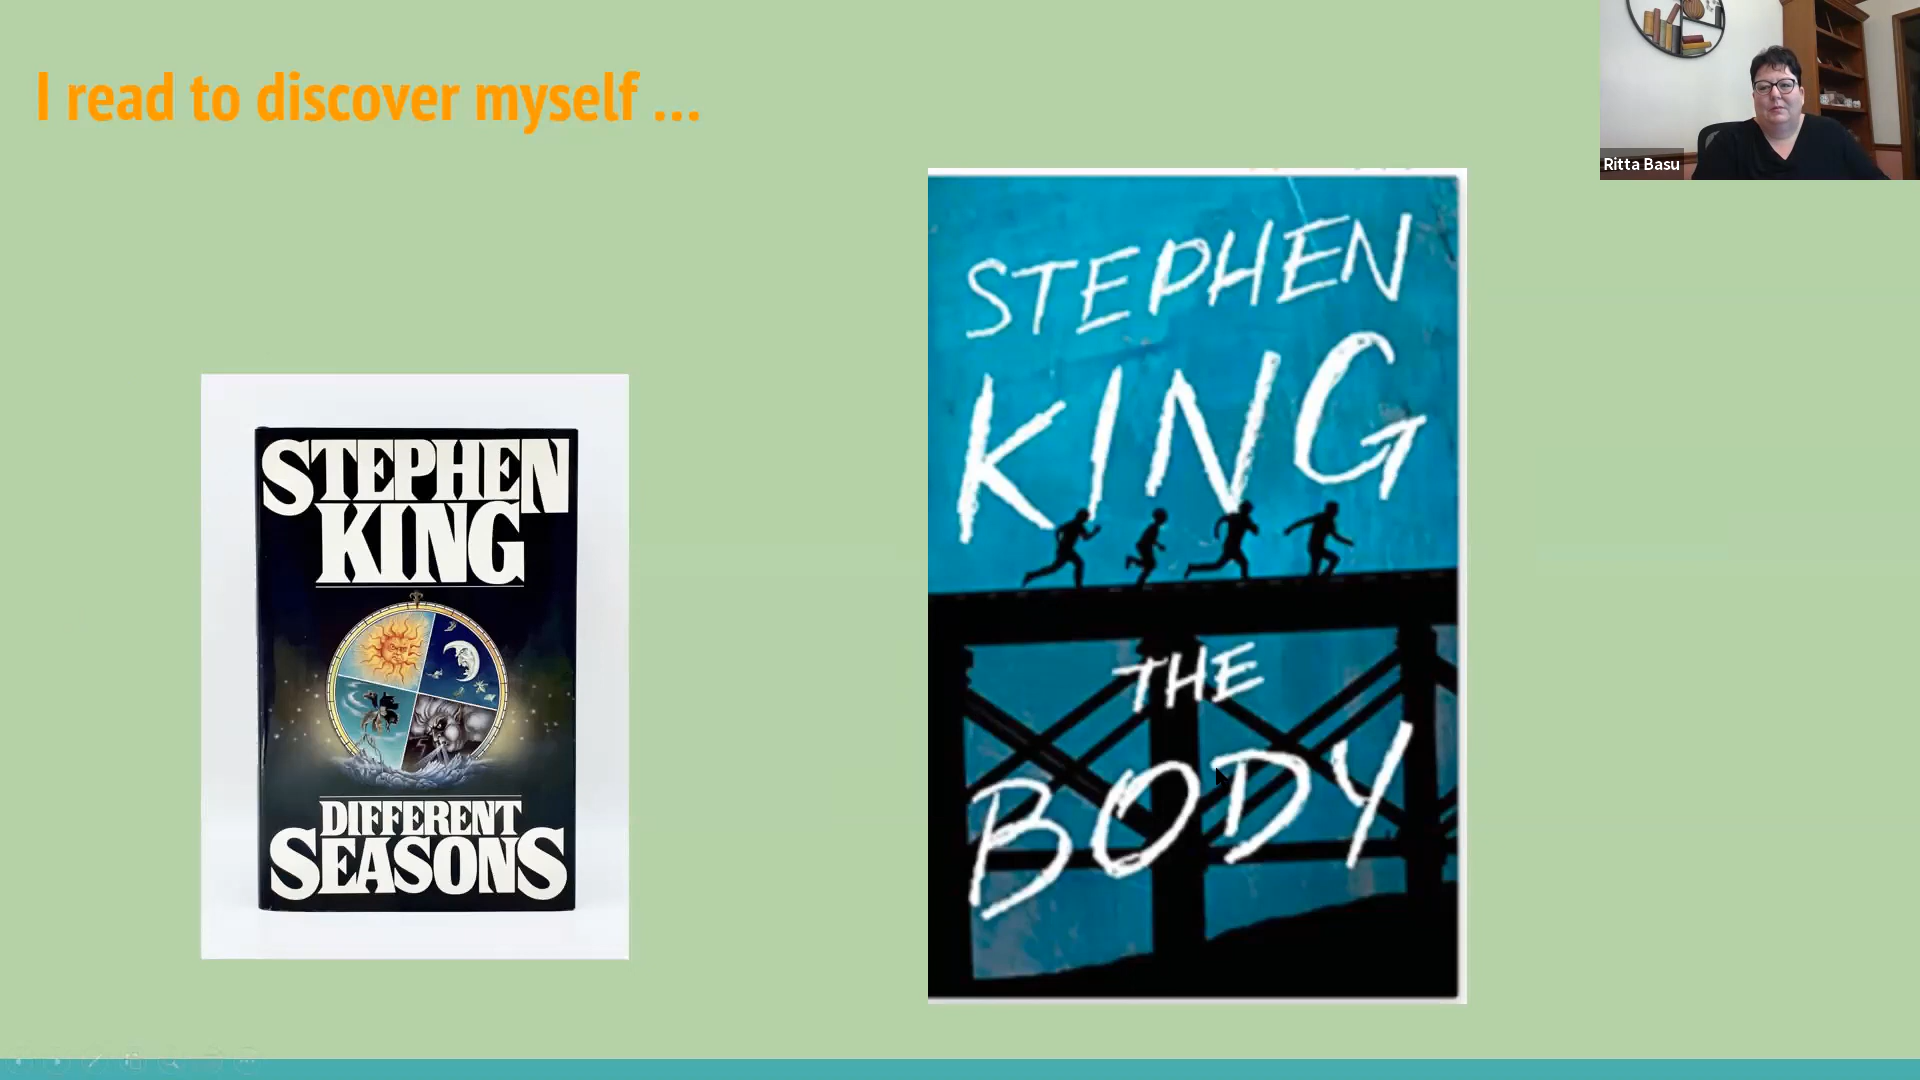 I read to discover myself ...
Ritta Basu
STEPHEN
KING
DIFFERENT
SEASONS
STEPHEN
KING
THE
BODY